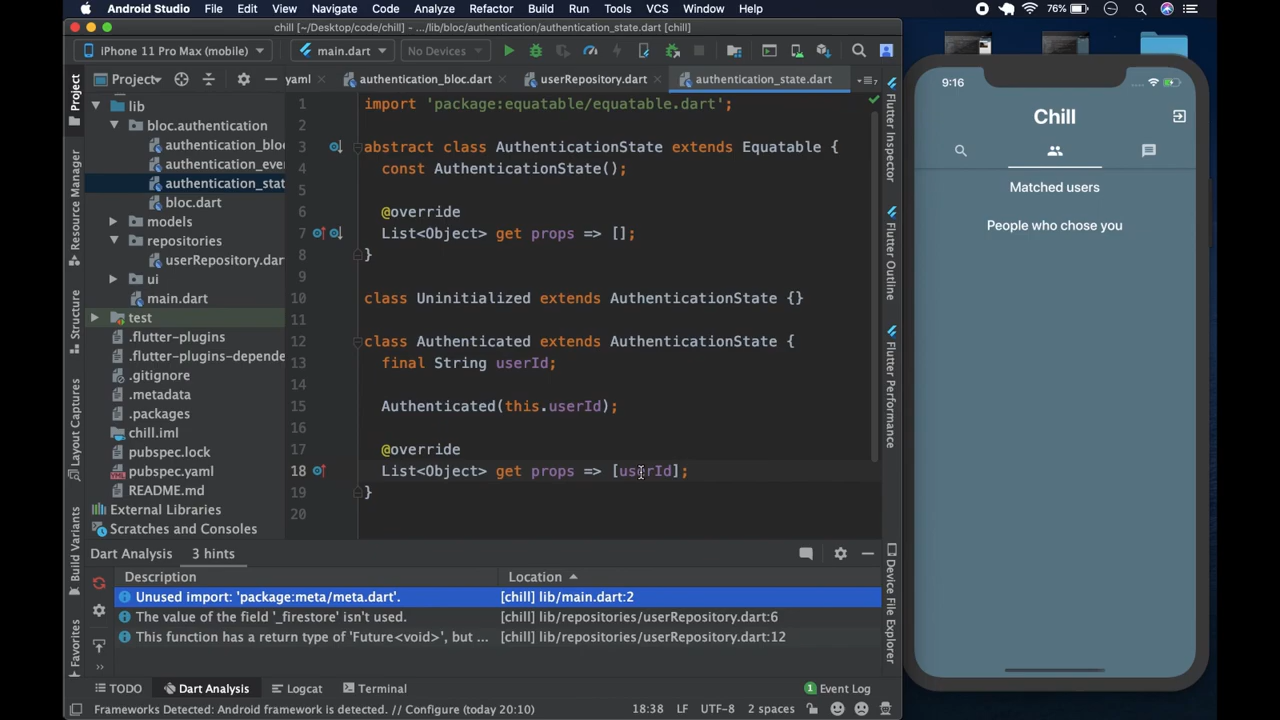 Android Studio File Edit View Navigate Code Analyze Refactor Build Run Tools VCS Window Help 76%
chill [~/Desktop/code/chill] - .../lib/bloc/authentication/authentication_state.dart [chill]
iPhone 11 Pro Max (mobile) main.dart No Devices
Project yaml authentication_bloc.dart userRepository.dart authentication_state.dart
lib
bloc.authentication
authentication_bloc
authentication_eve
authentication_stat
bloc.dart
models
repositories
userRepository.dar
ui
main.dart
test
.flutter-plugins
.flutter-plugins-depende
.gitignore
.metadata
.packages
chill.iml
pubspec.lock
pubspec.yaml
README.md
External Libraries
Scratches and Consoles
Project
Resource Manager
Structure
Layout Captures
Build Variants
Favorites
1 import 'package:equatable/equatable.dart';
2
3 abstract class AuthenticationState extends Equatable {
4 const AuthenticationState();
5
6 @override
7 List<Object> get props => [];
8 }
9
10 class Uninitialized extends AuthenticationState {}
11
12 class Authenticated extends AuthenticationState {
13 final String userId;
14
15 Authenticated(this.userId);
16
17 @override
18 List<Object> get props => [userId];
19 }
20
Flutter Inspector
Flutter Outline
Flutter Performance
Device File Explorer
Dart Analysis 3 hints
Description Location
Unused import: 'package:meta/meta.dart'. [chill] lib/main.dart:2
The value of the field '_firestore' isn't used. [chill] lib/repositories/userRepository.dart:6
This function has a return type of 'Future<void>', but ... [chill] lib/repositories/userRepository.dart:12
TODO Dart Analysis Logcat Terminal 1 Event Log
Frameworks Detected: Android framework is detected. // Configure (today 20:10) 18:38 LF UTF-8 2 spaces
9:16
Chill
Matched users
People who chose you